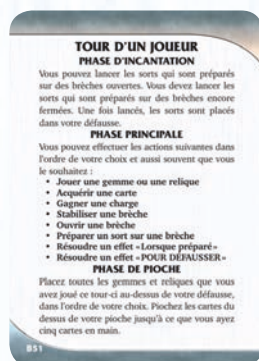 TOUR D'UN JOUEUR
PHASE D'INCANTATION
Vous pouvez lancer les sorts qui sont préparés
sur des brèches ouvertes. Vous devez lancer les
sorts qui sont préparés sur des brèches encore
fermées. Une fois lancés, les sorts sont placés
dans votre défausse.
PHASE PRINCIPALE
Vous pouvez effectuer les actions suivantes dans
l'ordre de votre choix et aussi souvent que vous
le souhaitez :
• Jouer une gemme ou une relique
• Acquérir une carte
• Gagner une charge
• Stabiliser une brèche
• Ouvrir une brèche
• Préparer un sort sur une brèche
• Résoudre un effet «Lorsque préparé»
• Résoudre un effet «POUR DÉFAUSSER»
PHASE DE PIOCHE
Placez toutes les gemmes et reliques que vous
avez joué ce tour-ci au-dessus de votre défausse,
dans l'ordre de votre choix. Piochez les cartes du
dessus de votre pioche jusqu'à ce que vous ayez
cinq cartes en main.
BS1